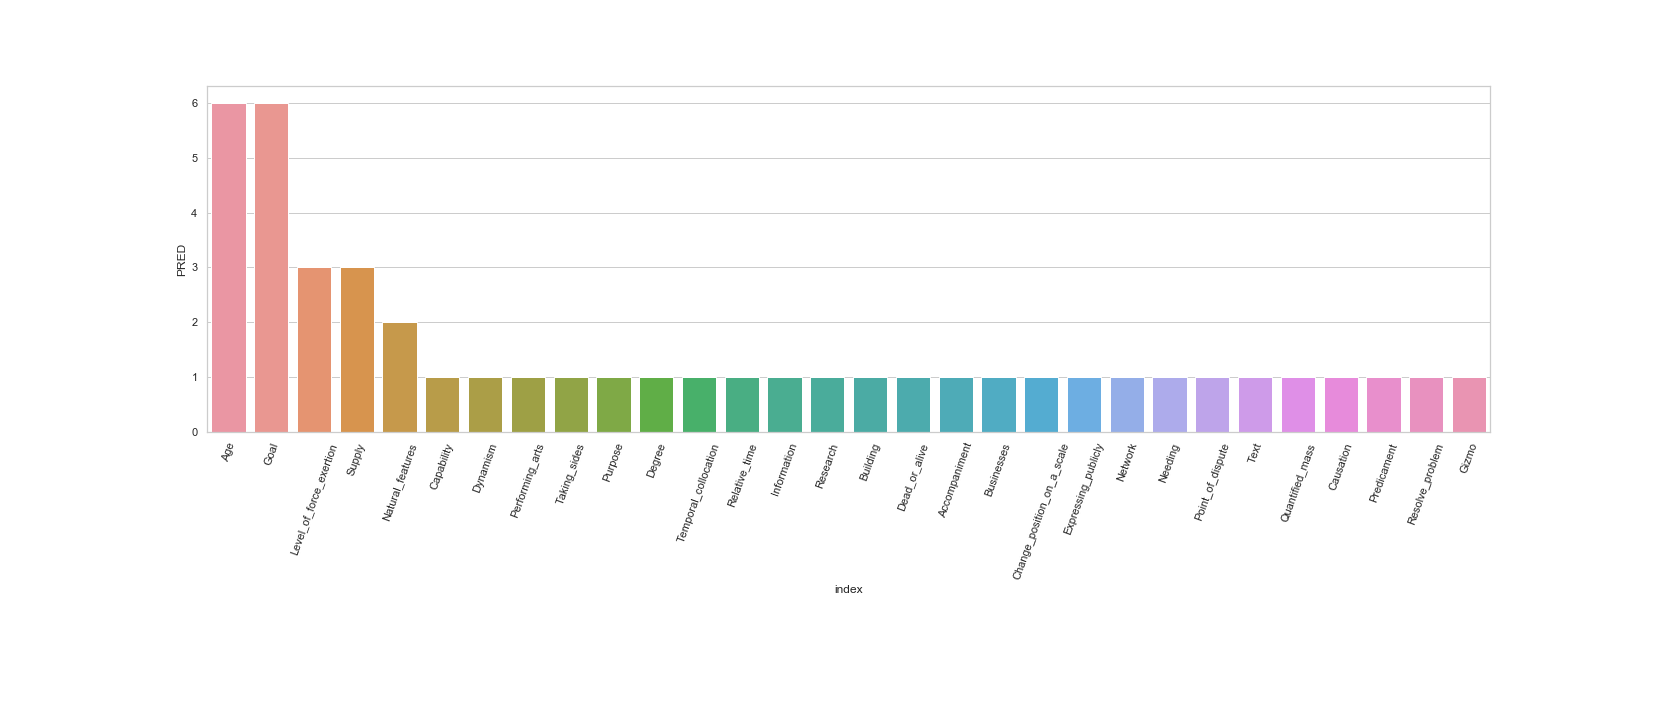 6
5
4
3
2
1
0
PRED
Age
Goal
Level_of_force_exertion
Supply
Natural_features
Capability
Dynamism
Performing_arts
Taking_sides
Purpose
Degree
Temporal_collocation
Relative_time
Information
Research
Building
Dead_or_alive
Accompaniment
Businesses
Change_position_on_a_scale
Expressing_publicly
Network
Needing
Point_of_dispute
Text
Quantified_mass
Causation
Predicament
Resolve_problem
Gizmo
index